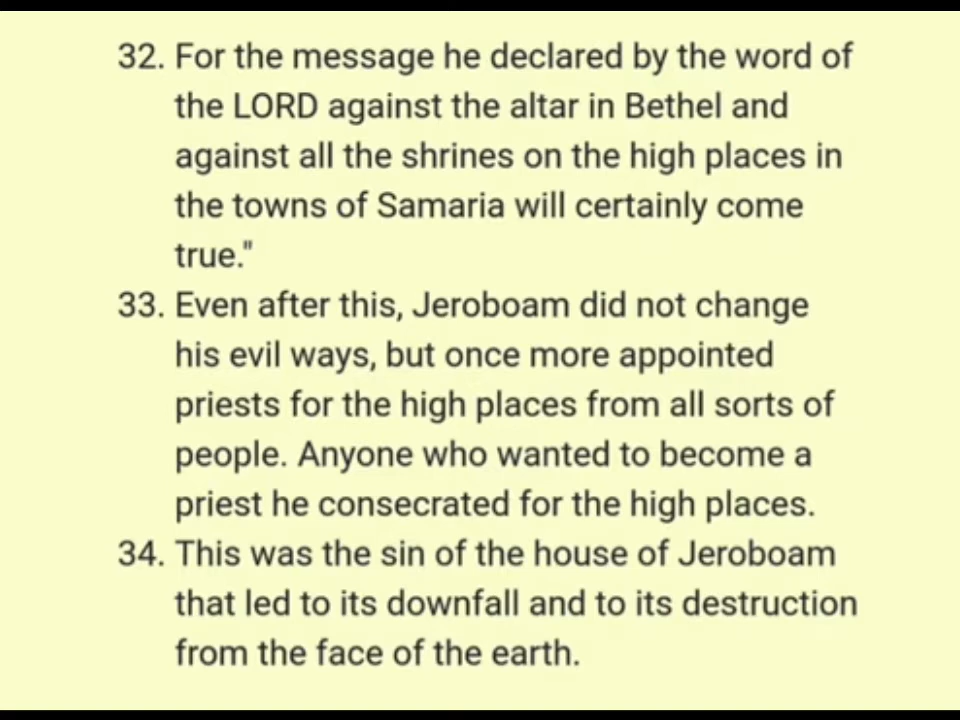 32. For the message he declared by the word of
the LORD against the altar in Bethel and
against all the shrines on the high places in
the towns of Samaria will certainly come
true."
33. Even after this, Jeroboam did not change
his evil ways, but once more appointed
priests for the high places from all sorts of
people. Anyone who wanted to become a
priest he consecrated for the high places.
34. This was the sin of the house of Jeroboam
that led to its downfall and to its destruction
from the face of the earth.